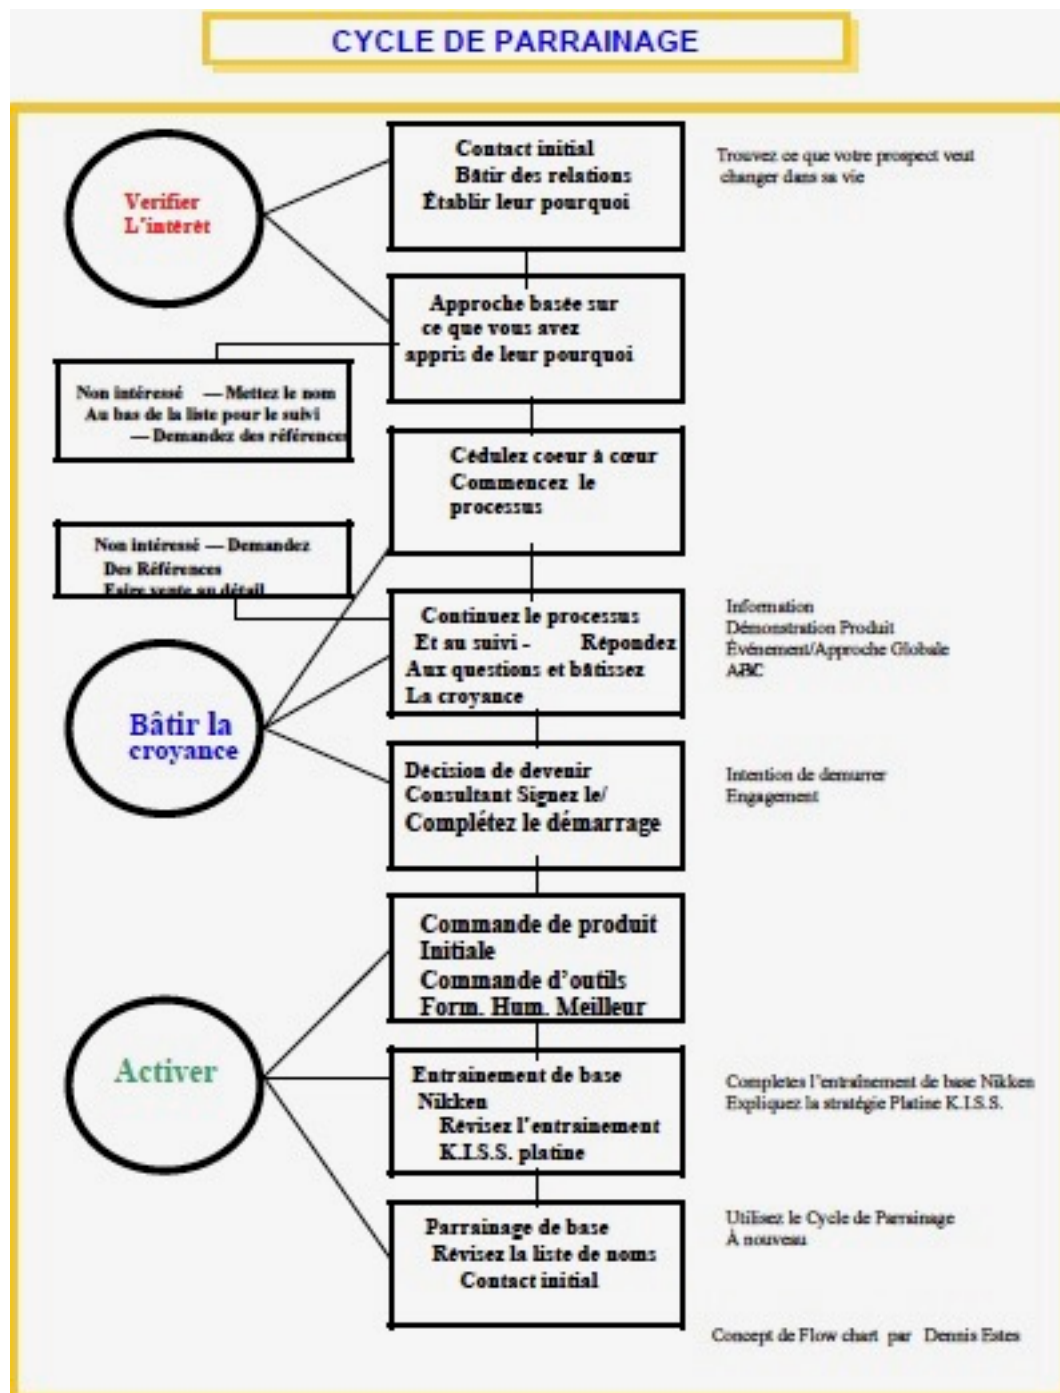 CYCLE DE PARRAINAGE
Verifier
L'intérèt
Contact initial
Bâtir des relations
Établir leur pourquoi
Trouvez ce que votre prospect veut
changer dans sa vie
Approche basée sur
ce que vous avez
appris de leur pourquoi
Non intéressé — Mettez le nom
Au bas de la liste pour le suivi
— Demandez des références
Cédulez coeur à cœur
Commencez le
processus
Non intéressé — Demandez
Des Références
Faire vente au détail
Continuez le processus
Et au suivi - Répondez
Aux questions et bâtissez
La croyance
Information
Démonstration Produit
Événement/Approche Globale
ABC
Bâtir la
croyance
Décision de devenir
Consultant Signez le/
Complétez le démarrage
Intention de demurrer
Engagement
Commande de produit
Initiale
Commande d'outils
Form. Hum. Meilleur
Activer
Entrainement de base
Nikken
Révisez l'entrainement
K.I.S.S. platine
Completes l'entraînement de base Nikken
Expliquez la stratégie Platine K.I.S.S.
Parrainage de base
Révisez la liste de noms
Contact initial
Utilisez le Cycle de Parrainage
À nouveau
Concept de Flow chart par Dennis Estes